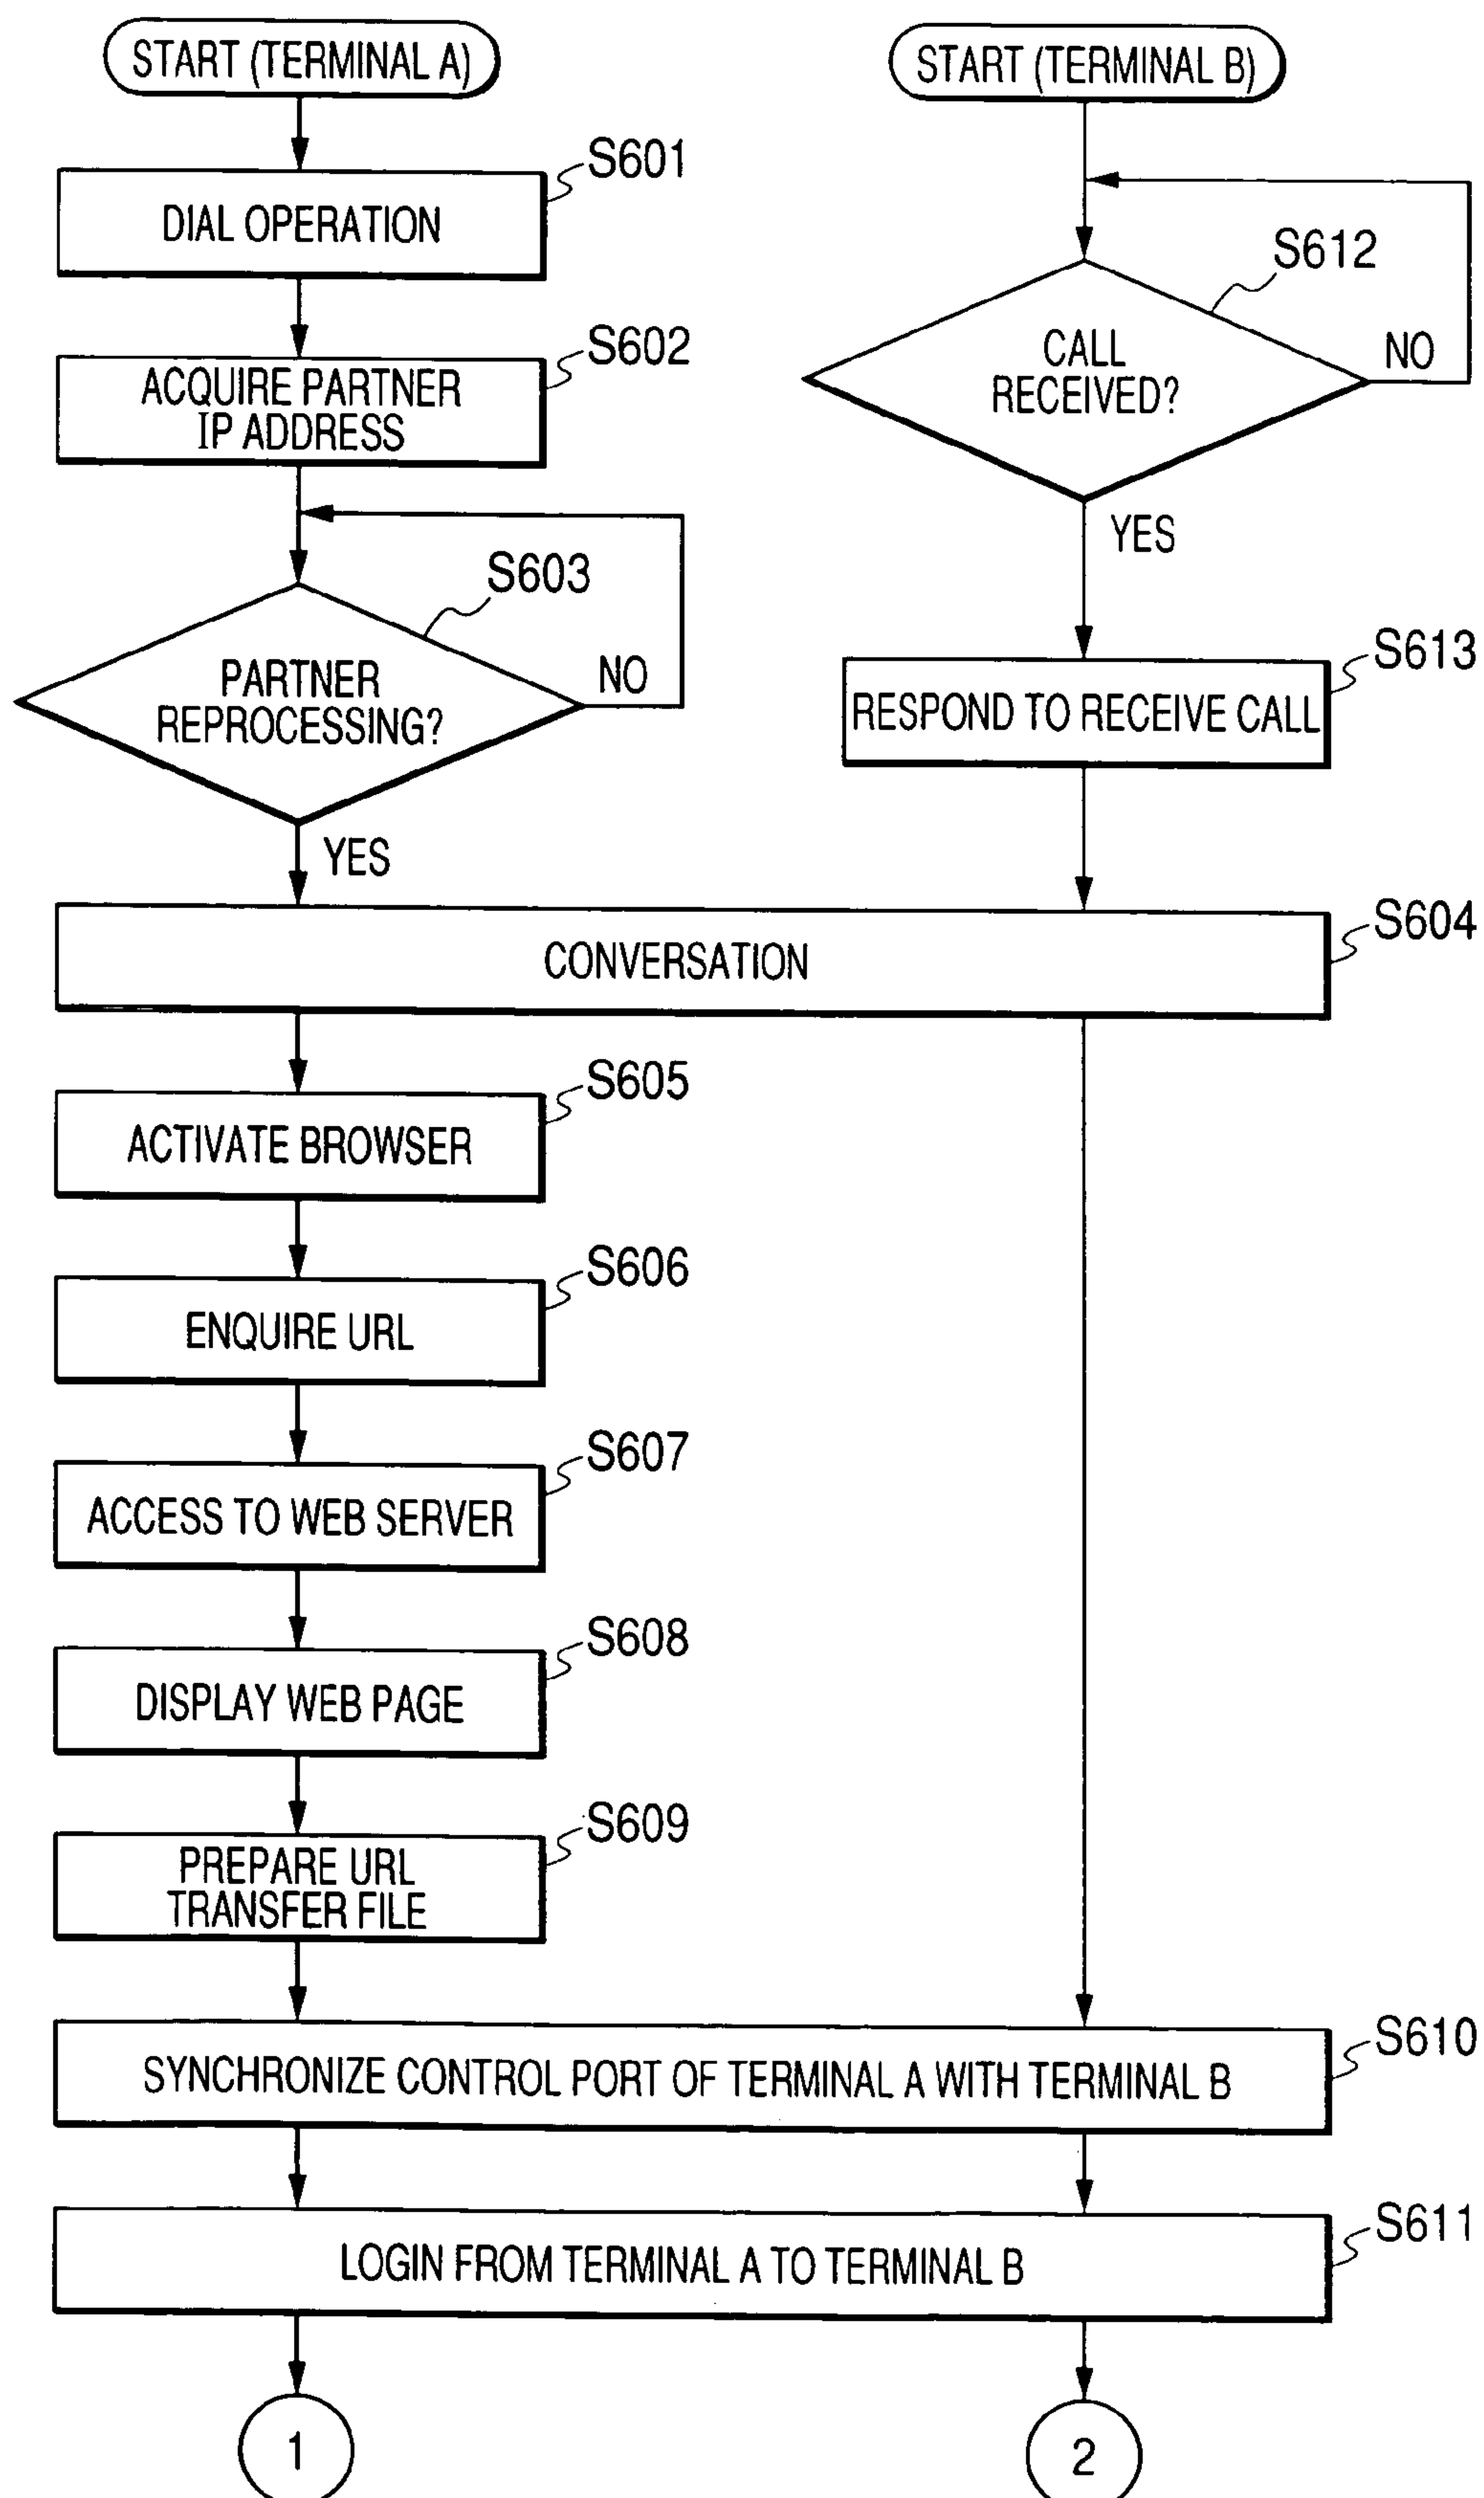 START (TERMINAL A)
START (TERMINAL B)
S601
DIAL OPERATION
S612
S602
ACQUIRE PARTNER
IP ADDRESS
CALL
RECEIVED?
NO
YES
S603
PARTNER
REPROCESSING?
NO
S613
RESPOND TO RECEIVE CALL
YES
S604
CONVERSATION
S605
ACTIVATE BROWSER
S606
ENQUIRE URL
S607
ACCESS TO WEB SERVER
S608
DISPLAY WEB PAGE
S609
PREPARE URL
TRANSFER FILE
S610
SYNCHRONIZE CONTROL PORT OF TERMINAL A WITH TERMINAL B
S611
LOGIN FROM TERMINAL A TO TERMINAL B
1
2